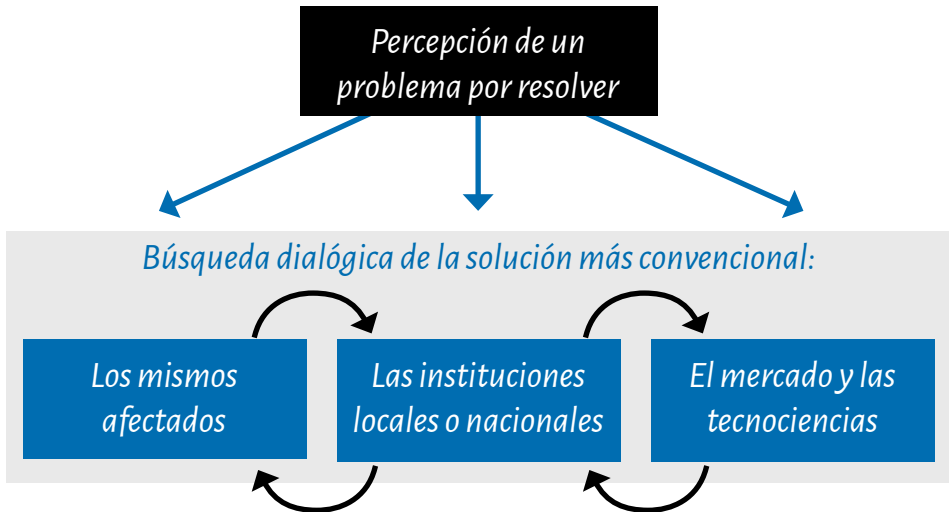 Percepción de un
problema por resolver
Búsqueda dialógica de la solución más convencional:
Los mismos
afectados
Las instituciones
locales o nacionales
El mercado y las
tecnociencias